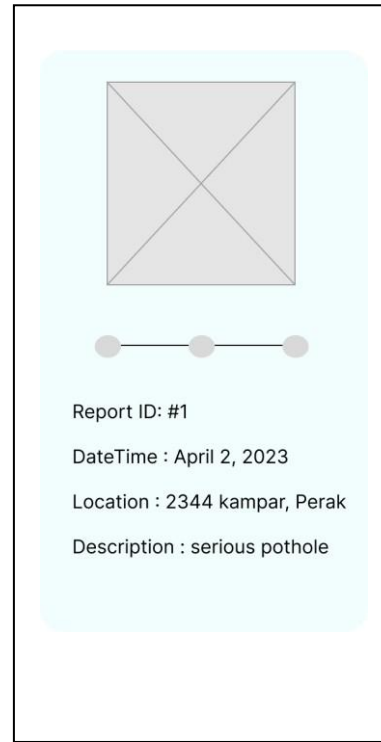 Report ID: #1
DateTime : April 2, 2023
Location : 2344 kampar, Perak
Description : serious pothole